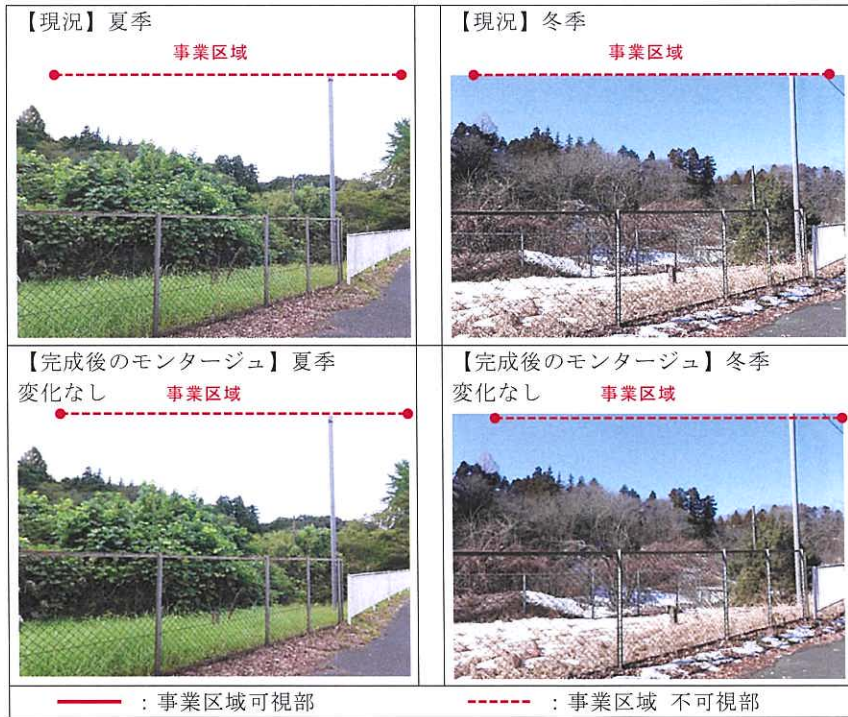 【現況】夏季
事業区域
【現況】冬季
事業区域
【完成後のモンタージュ】夏季
変化なし
事業区域
【完成後のモンタージュ】冬季
変化なし
事業区域
：事業区域可視部
：事業区域 不可視部